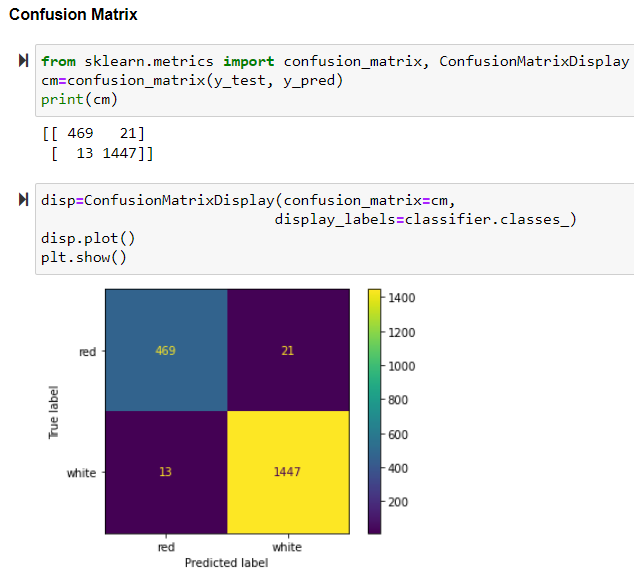 Confusion Matrix
from sklearn.metrics import confusion_matrix, ConfusionMatrixDisplay
cm=confusion_matrix(y_test, y_pred)
print(cm)
[[ 469   21]
 [  13 1447]]
disp=ConfusionMatrixDisplay(confusion_matrix=cm,
                            display_labels=classifier.classes_)
disp.plot()
plt.show()
True label
red
white
469
21
13
1447
red
white
Predicted label
1400
1200
1000
800
600
400
200